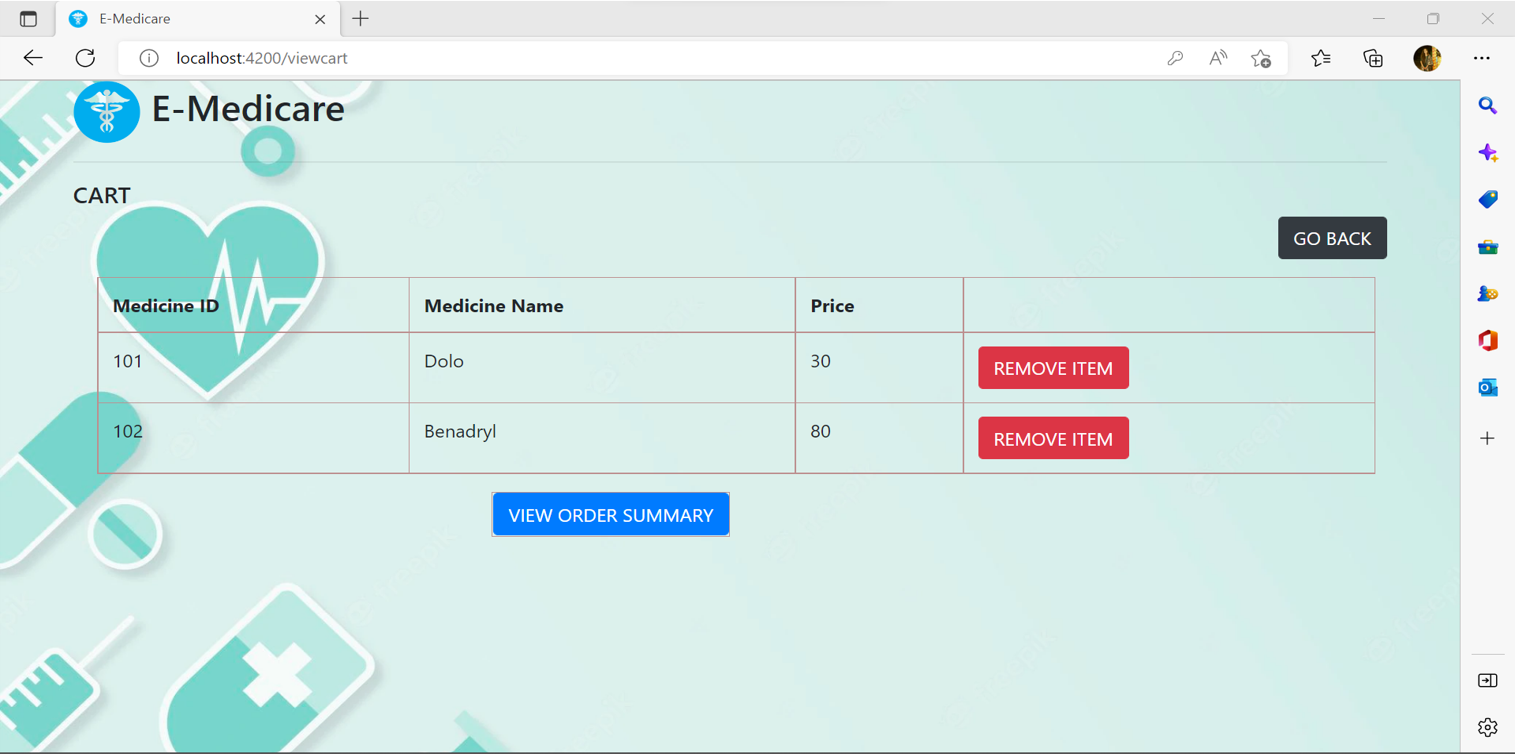 E-Medicare
localhost:4200/viewcart
E-Medicare
CART
GO BACK
Medicine ID Medicine Name Price
101 Dolo 30 REMOVE ITEM
102 Benadryl 80 REMOVE ITEM
VIEW ORDER SUMMARY